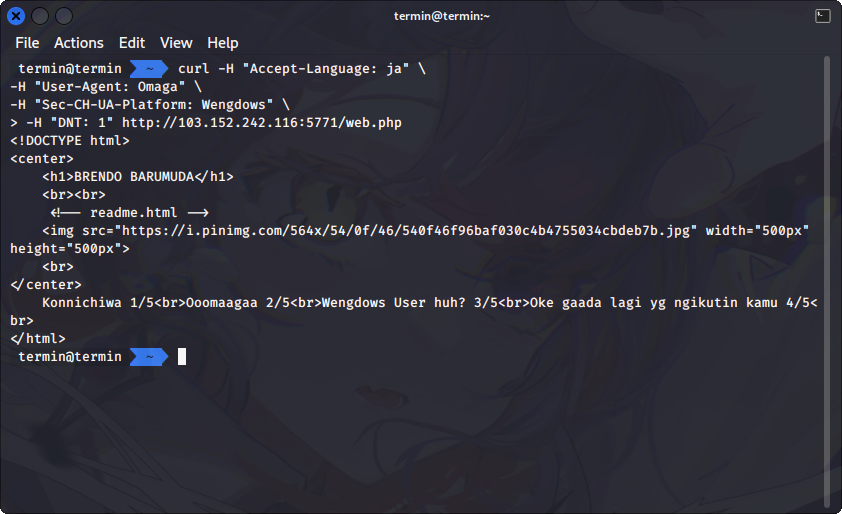 termin@termin:~
File Actions Edit View Help
termin@termin ~ curl -H "Accept-Language: ja" \
-H "User-Agent: Omaga" \
-H "Sec-CH-UA-Platform: Wengdows" \
> -H "DNT: 1" http://103.152.242.116:5771/web.php
<!DOCTYPE html>
<center>
<h1>BRENDO BARUMUDA</h1>
<br><br>
<!-- readme.html -->
<img src="https://i.pinimg.com/564x/54/0f/46/540f46f96baf030c4b4755034cbdeb7b.jpg" width="500px"
height="500px">
<br>
</center>
Konnichiwa 1/5<br>Ooomaagaa 2/5<br>Wengdows User huh? 3/5<br>Oke gaada lagi yg ngikutin kamu 4/5<
br>
</html>
termin@termin ~